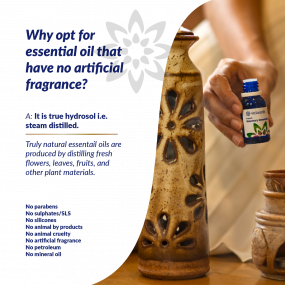 Why opt for
essential oil that
have no artificial
fragrance?
A: It is true hydrosol i.e.
steam distilled.
Truly natural essentail oils are
produced by distilling fresh
flowers, leaves, fruits, and
other plant materials.
No parabens
No sulphates/SLS
No silicones
No animal by products
No animal cruelty
No artificial fragrance
No petroleum
No mineral oil